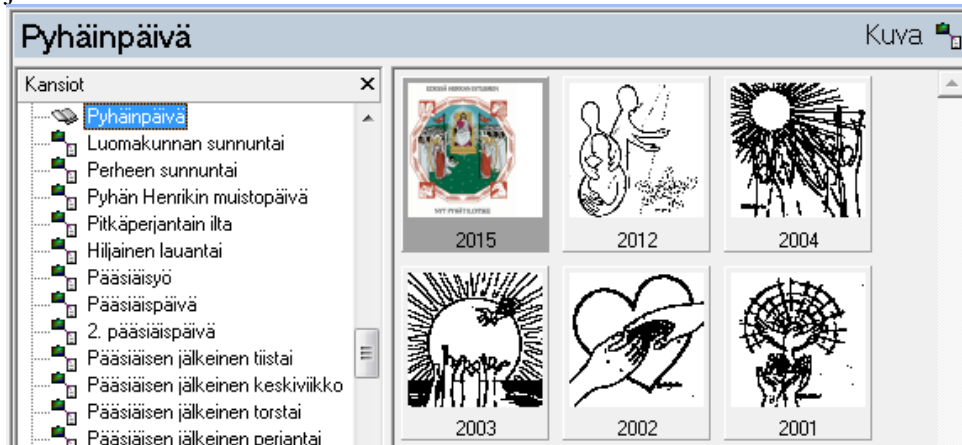 Pyhäinpäivä
Kuva
Kansiot
Pyhäinpäivä
Luomakunnan sunnuntai
Perheen sunnuntai
Pyhän Henrikin muistopäivä
Pitkäperjantain ilta
Hiljainen lauantai
Pääsiäisyö
Pääsiäispäivä
2. pääsiäispäivä
Pääsiäisen jälkeinen tiistai
Pääsiäisen jälkeinen keskiviikko
Pääsiäisen jälkeinen torstai
Pääsiäisen jälkeinen perjantai
2015
2012
2004
2003
2002
2001